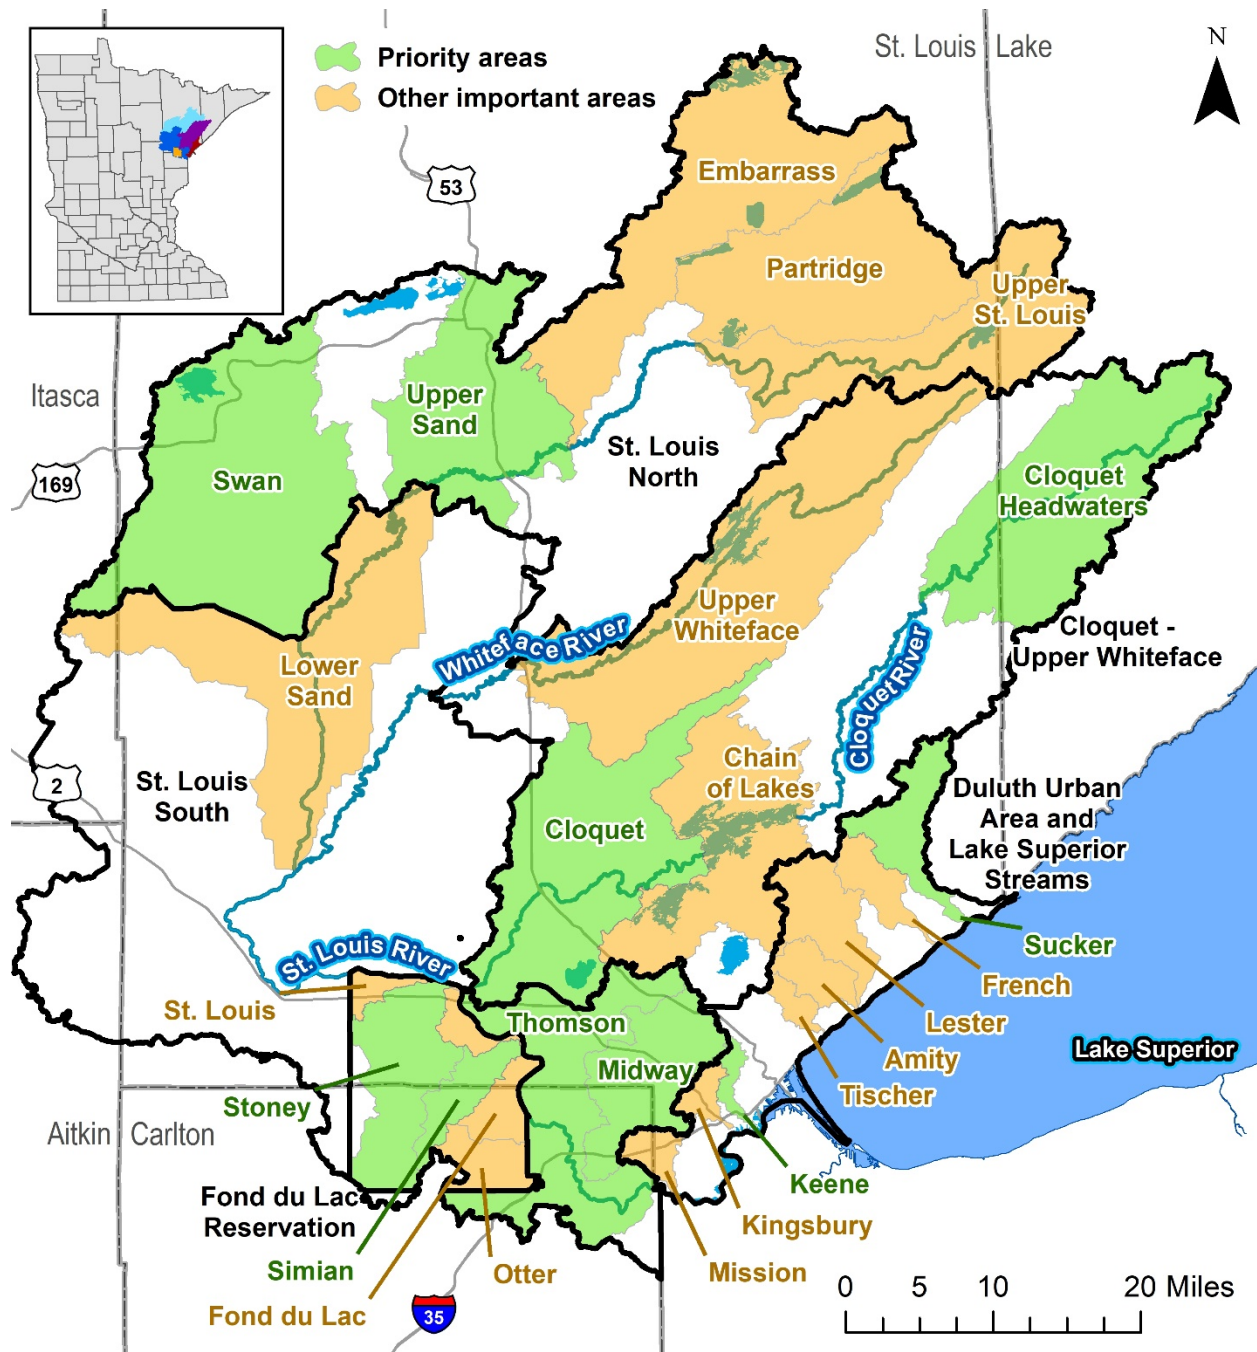 Priority areas
Other important areas
St. Louis
Lake
N
53
Embarrass
Partridge
Upper
St. Louis
Itasca
Upper
Sand
St. Louis
North
169
Swan
Cloquet
Headwaters
Upper
Whiteface
Cloquet -
Upper Whiteface
Whiteface River
Lower
Sand
Cloquet River
2
St. Louis
South
Chain
of Lakes
Duluth Urban
Area and
Lake Superior
Streams
Cloquet
Sucker
St. Louis River
French
St. Louis
Thomson
Lester
Lake Superior
Amity
Midway
Tischer
Stoney
Aitkin
Carlton
Keene
Fond du Lac
Reservation
Kingsbury
Simian
Otter
Mission
Fond du Lac
35
0 5 10 20 Miles